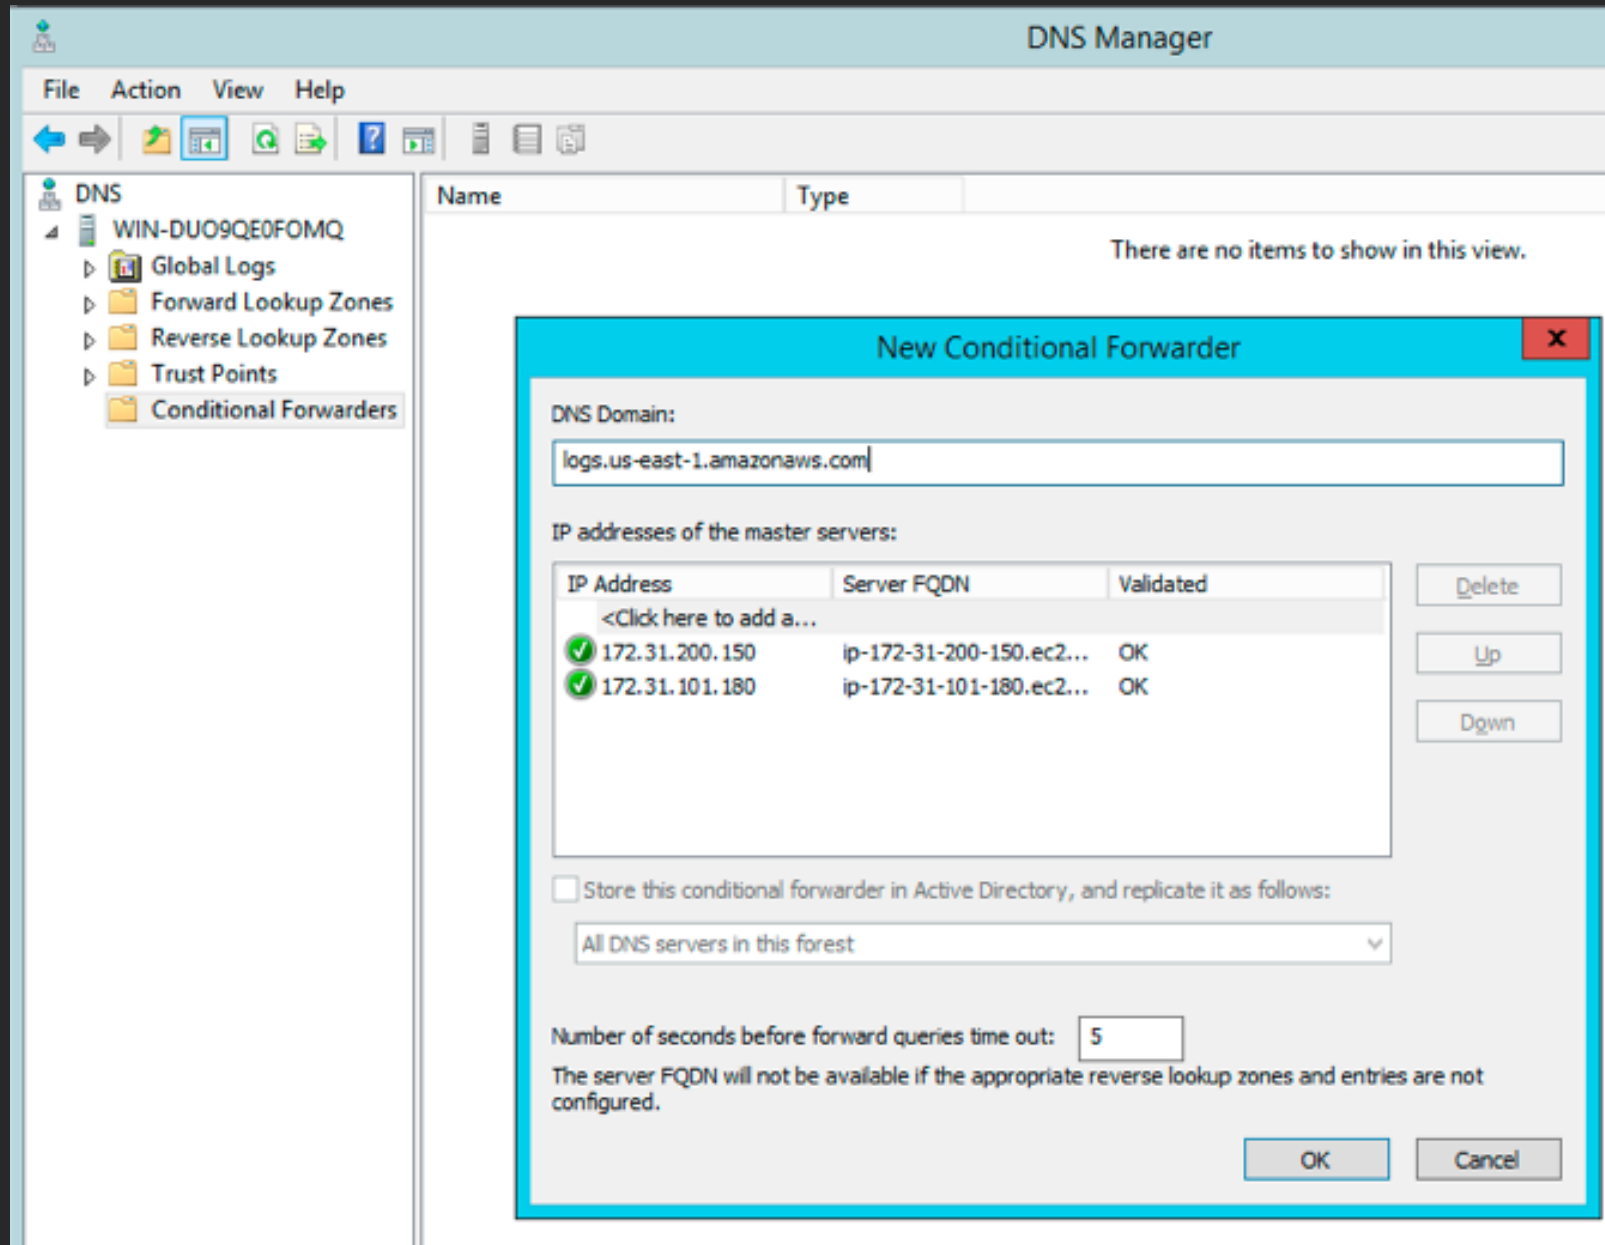 DNS Manager
File Action View Help
DNS
WIN-DUO9QE0FOMQ
Global Logs
Forward Lookup Zones
Reverse Lookup Zones
Trust Points
Conditional Forwarders
Name Type
There are no items to show in this view.
New Conditional Forwarder
x
DNS Domain:
logs.us-east-1.amazonaws.com
IP addresses of the master servers:
IP Address Server FQDN Validated
<Click here to add a...
172.31.200.150 ip-172-31-200-150.ec2... OK
172.31.101.180 ip-172-31-101-180.ec2... OK
Delete
Up
Down
Store this conditional forwarder in Active Directory, and replicate it as follows:
All DNS servers in this forest
Number of seconds before forward queries time out: 5
The server FQDN will not be available if the appropriate reverse lookup zones and entries are not
configured.
OK Cancel